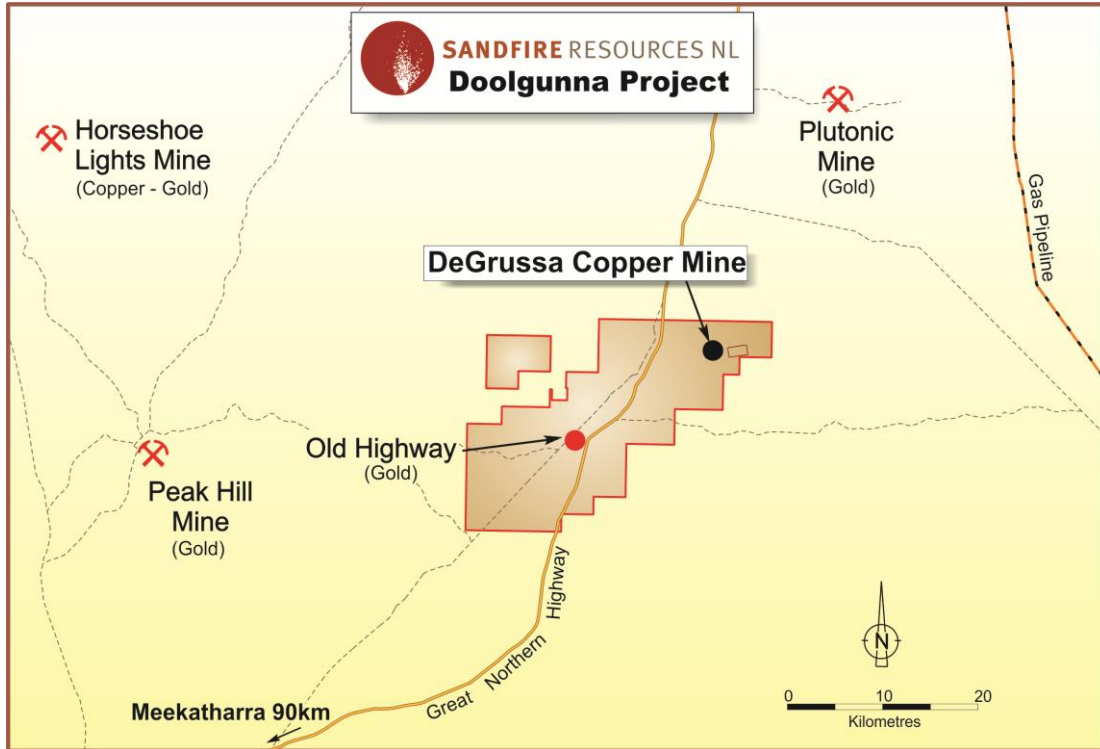 SANDFIRE RESOURCES NL
Doolgunna Project
Horseshoe
Lights Mine
(Copper - Gold)
Plutonic
Mine
(Gold)
Gas Pipeline
DeGrussa Copper Mine
Old Highway
(Gold)
Peak Hill
Mine
(Gold)
Great Northern Highway
Meekatharra 90km
N
0 10 20
Kilometres